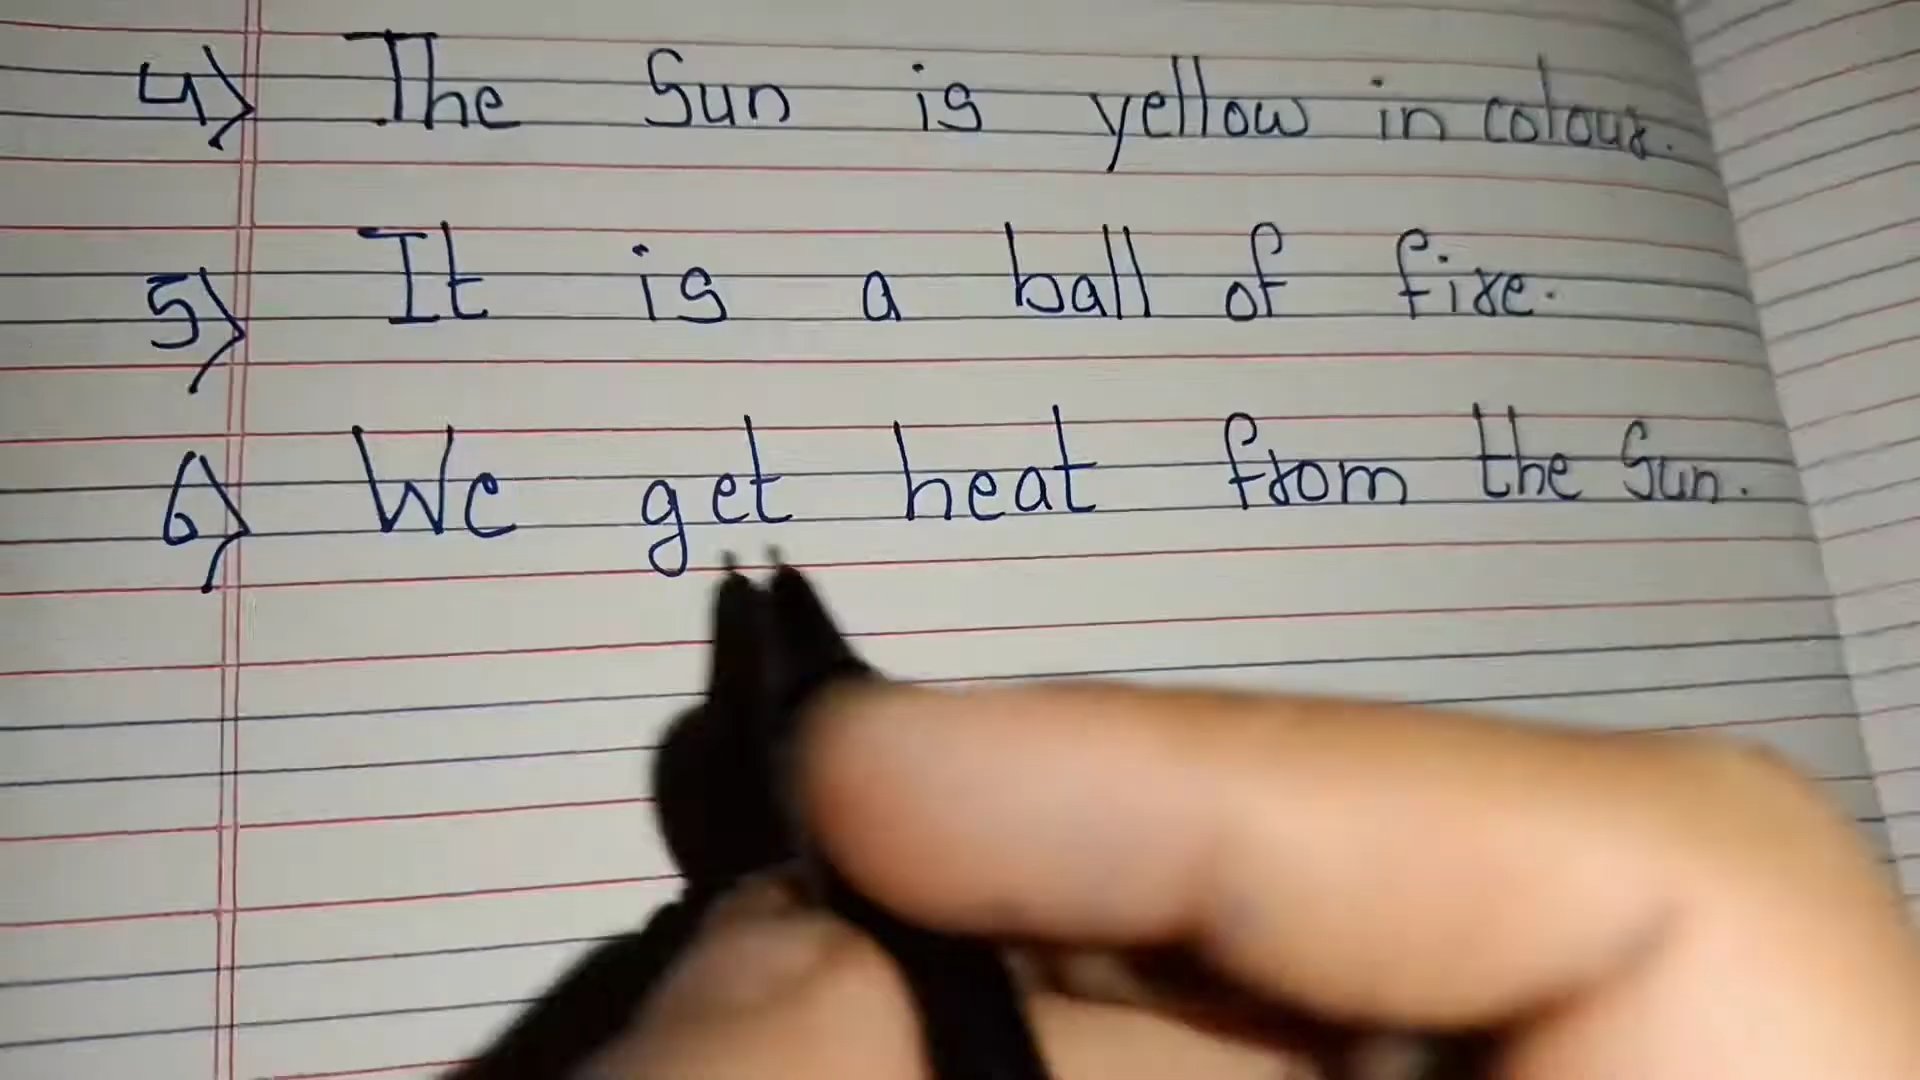 4) The Sun is yellow in colour.
5) It is a ball of fire.
6) We get heat from the Sun.